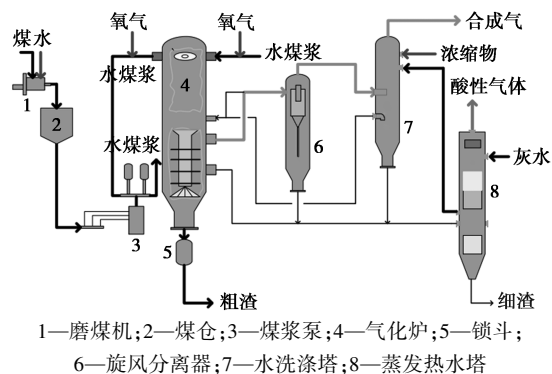 氧气
氧气
合成气
煤水
水煤浆
水煤浆
浓缩物
酸性气体
1
2
水煤浆
3
4
5
6
7
8
灰水
粗渣
细渣
1—磨煤机;2—煤仓;3—煤浆泵;4—气化炉;5—锁斗;
6—旋风分离器;7—水洗涤塔;8—蒸发热水塔